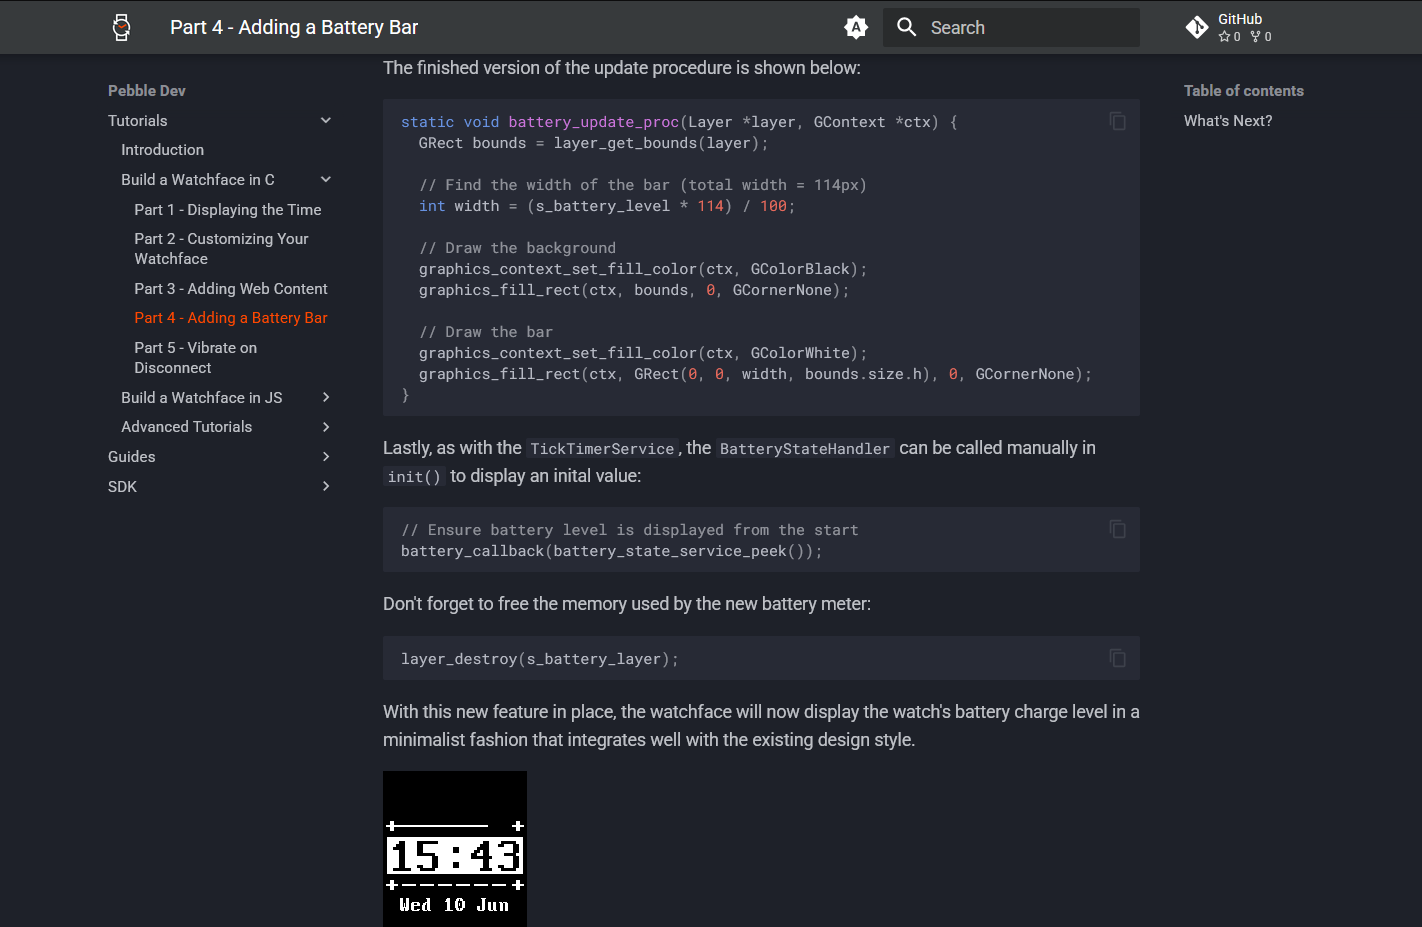 Part 4 - Adding a Battery Bar
A
Search
GitHub
0 0
Pebble Dev
Tutorials
Introduction
Build a Watchface in C
Part 1 - Displaying the Time
Part 2 - Customizing Your
Watchface
Part 3 - Adding Web Content
Part 4 - Adding a Battery Bar
Part 5 - Vibrate on
Disconnect
Build a Watchface in JS
Advanced Tutorials
Guides
SDK
The finished version of the update procedure is shown below:
static void battery_update_proc(Layer *layer, GContext *ctx) {
GRect bounds = layer_get_bounds(layer);
// Find the width of the bar (total width = 114px)
int width = (s_battery_level * 114) / 100;
// Draw the background
graphics_context_set_fill_color(ctx, GColorBlack);
graphics_fill_rect(ctx, bounds, 0, GCornerNone);
// Draw the bar
graphics_context_set_fill_color(ctx, GColorWhite);
graphics_fill_rect(ctx, GRect(0, 0, width, bounds.size.h), 0, GCornerNone);
}
Lastly, as with the TickTimerService, the BatteryStateHandler can be called manually in
init() to display an inital value:
// Ensure battery level is displayed from the start
battery_callback(battery_state_service_peek());
Don't forget to free the memory used by the new battery meter:
layer_destroy(s_battery_layer);
With this new feature in place, the watchface will now display the watch's battery charge level in a
minimalist fashion that integrates well with the existing design style.
15:43
Wed 10 Jun
Table of contents
What's Next?